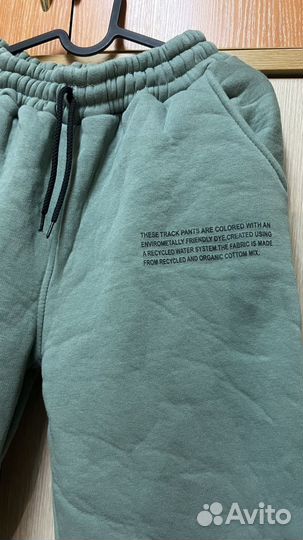 THESE TRACK PANTS ARE COLORED WITH AN
ENVIROMETALLY FRIENDLY DYE,CREATED USING
A RECYCLED WATER SYSTEM.THE FABRIC IS MADE
FROM RECYCLED AND ORGANIC COTTOM MIX.
Avito